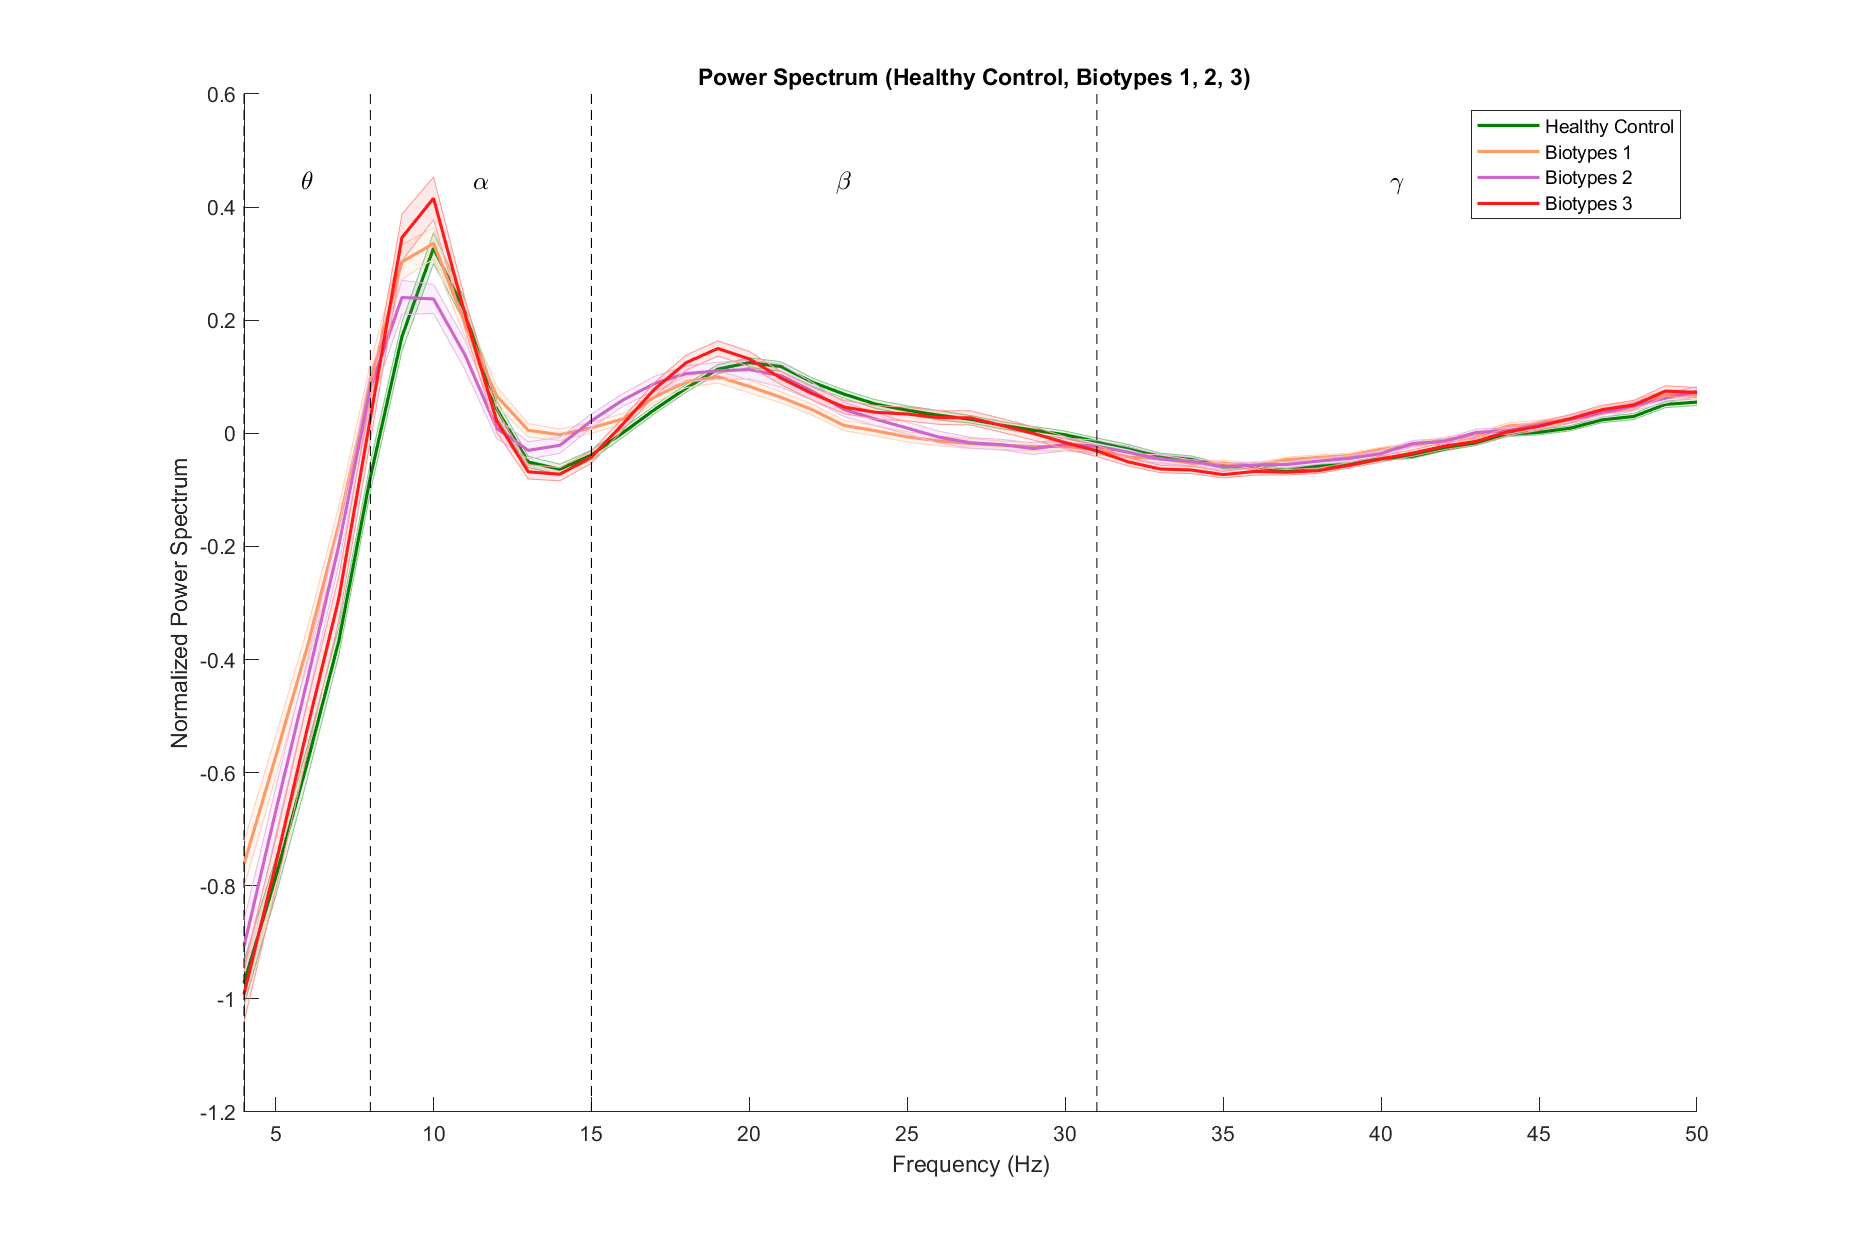 Power Spectrum (Healthy Control, Biotypes 1, 2, 3)
0.6
0.4
0.2
0
-0.2
-0.4
-0.6
-0.8
-1
-1.2
Normalized Power Spectrum
θ
α
β
γ
Healthy Control
Biotypes 1
Biotypes 2
Biotypes 3
5 10 15 20 25 30 35 40 45 50
Frequency (Hz)